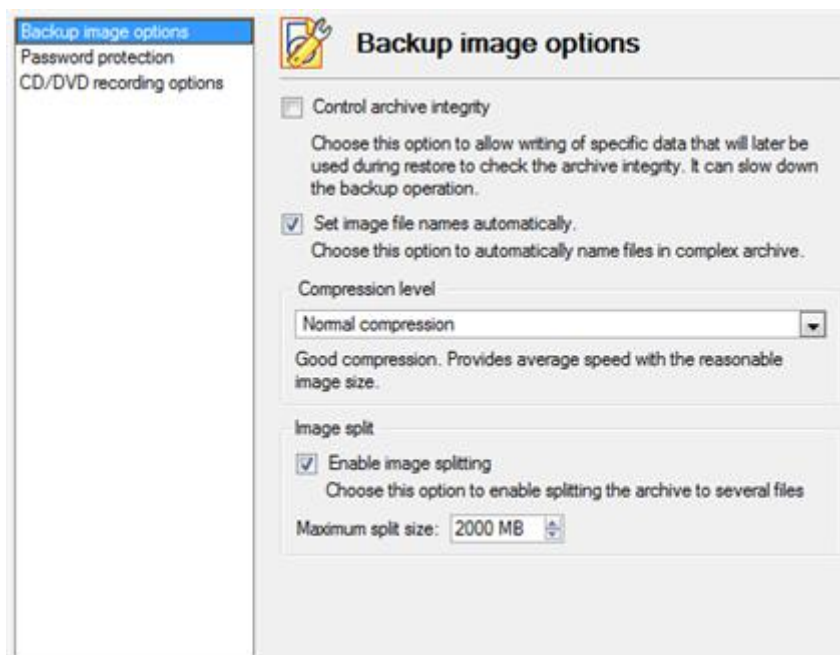 Backup image options
Password protection
CD/DVD recording options
Backup image options
Control archive integrity
Choose this option to allow writing of specific data that will later be
used during restore to check the archive integrity. It can slow down
the backup operation.
Set image file names automatically.
Choose this option to automatically name files in complex archive.
Compression level
Normal compression
Good compression. Provides average speed with the reasonable
image size.
Image split
Enable image splitting
Choose this option to enable splitting the archive to several files
Maximum split size: 2000 MB